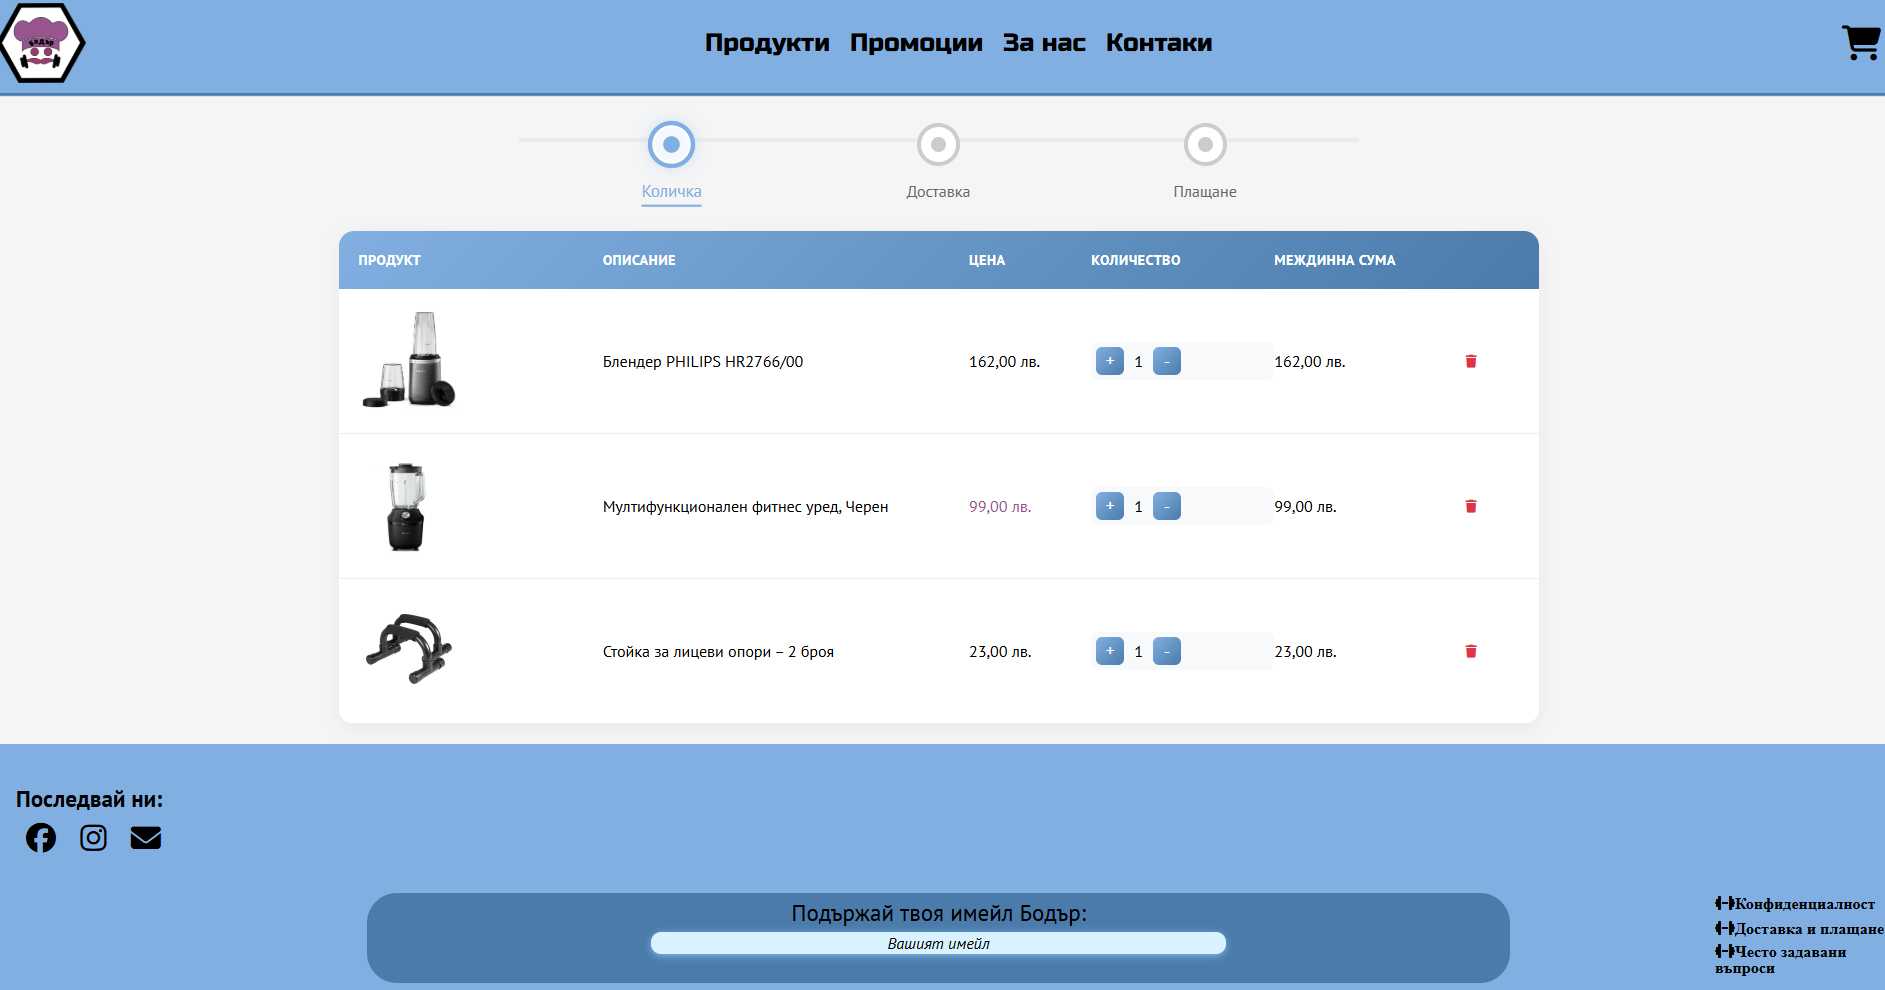 Бодър
Продукти Промоции За нас Контаки
Количка Доставка Плащане
ПРОДУКТ ОПИСАНИЕ ЦЕНА КОЛИЧЕСТВО МЕЖДИННА СУМА
Блендер PHILIPS HR2766/00 162,00 лв. + 1 - 162,00 лв.
Мултифункционален фитнес уред, Черен 99,00 лв. + 1 - 99,00 лв.
Стойка за лицеви опори – 2 броя 23,00 лв. + 1 - 23,00 лв.
Последвай ни:
Подържай твоя имейл Бодър:
Вашият имейл
Конфиденциалност
Доставка и плащане
Често задавани
въпроси